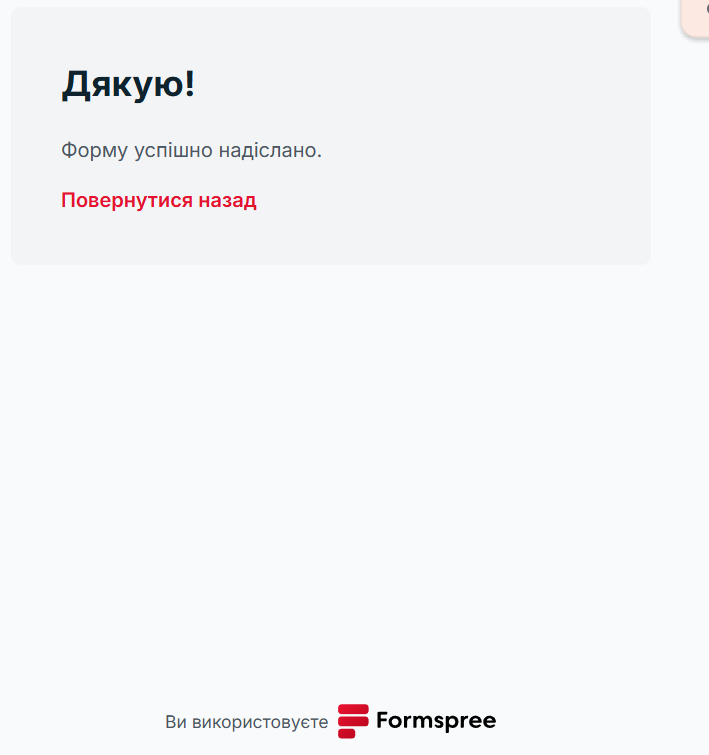 Дякую!
Форму успішно надіслано.
Повернутися назад
Ви використовуєте Formspree